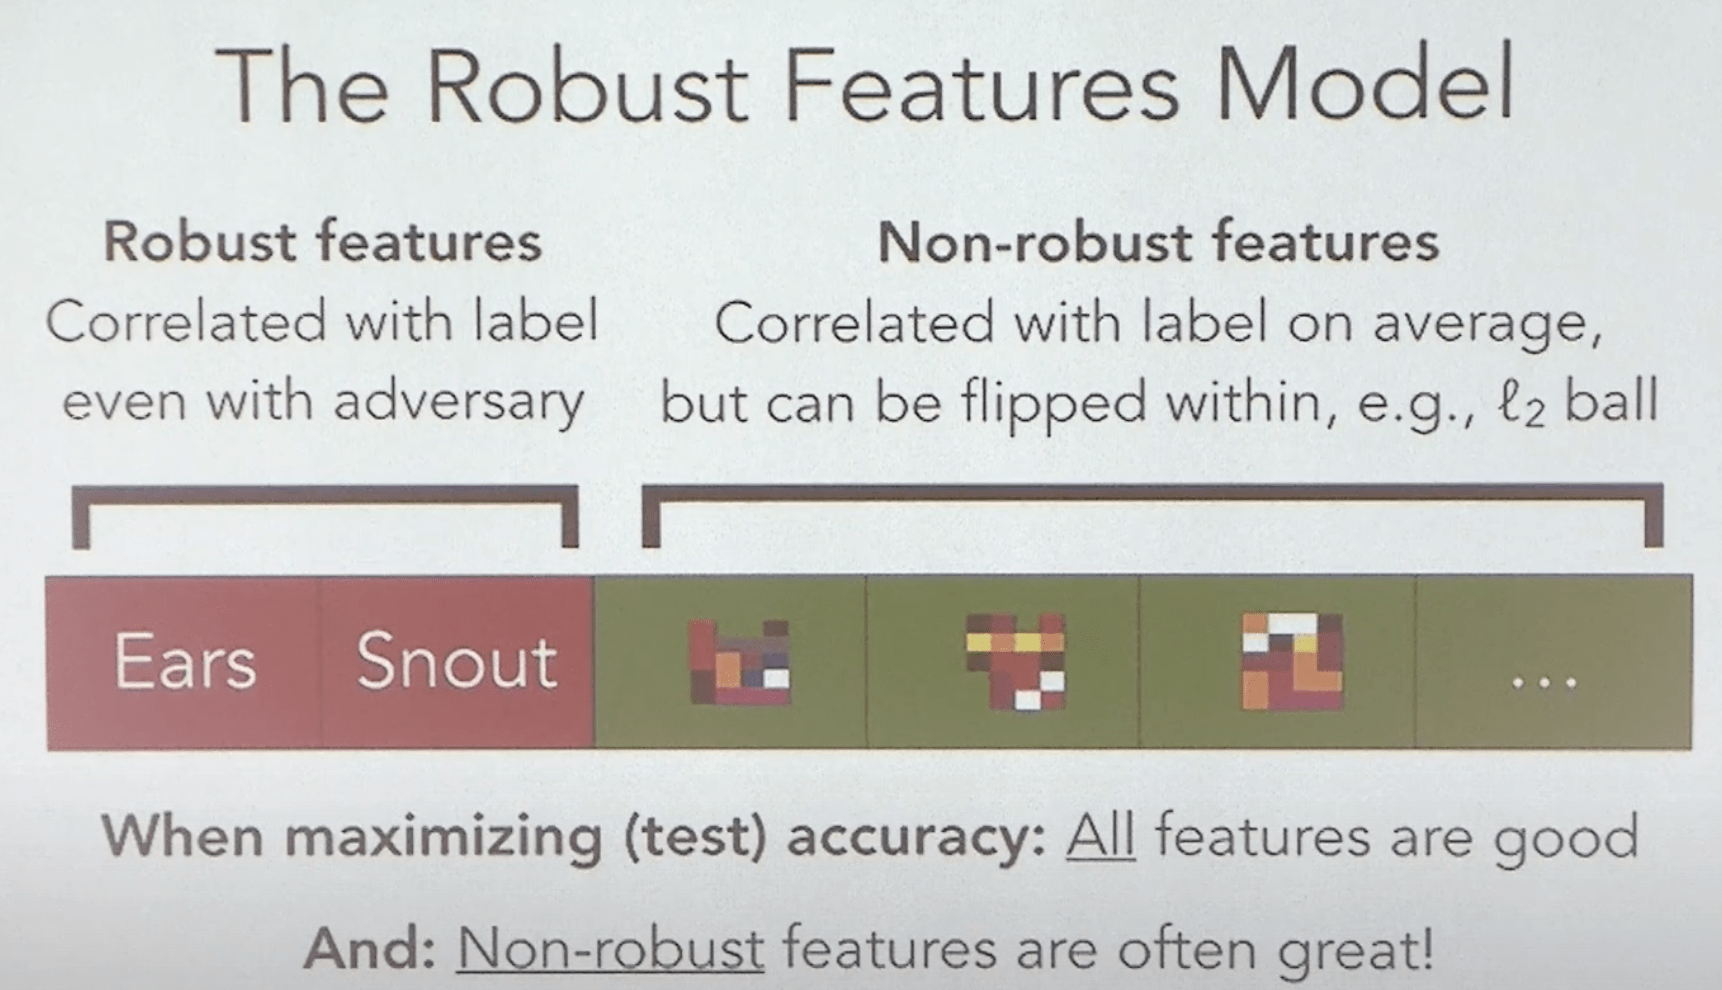 The Robust Features Model
Robust features
Correlated with label
even with adversary
Non-robust features
Correlated with label on average,
but can be flipped within, e.g., ℓ₂ ball
Ears
Snout
...
When maximizing (test) accuracy: All features are good
And: Non-robust features are often great!